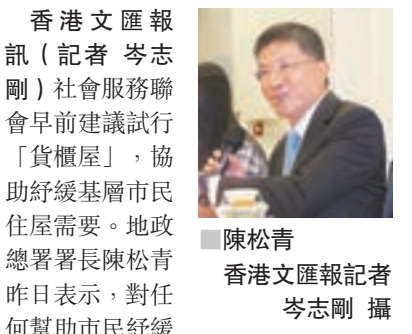 香港文匯報
訊（記者 岑志
剛）社會服務聯
會早前建議試行
「貨櫃屋」，協
助紓緩基層市民
住屋需要。地政
總署署長陳松青
昨日表示，對任
何幫助市民紓緩
■陳松青
香港文匯報記者
岑志剛 攝